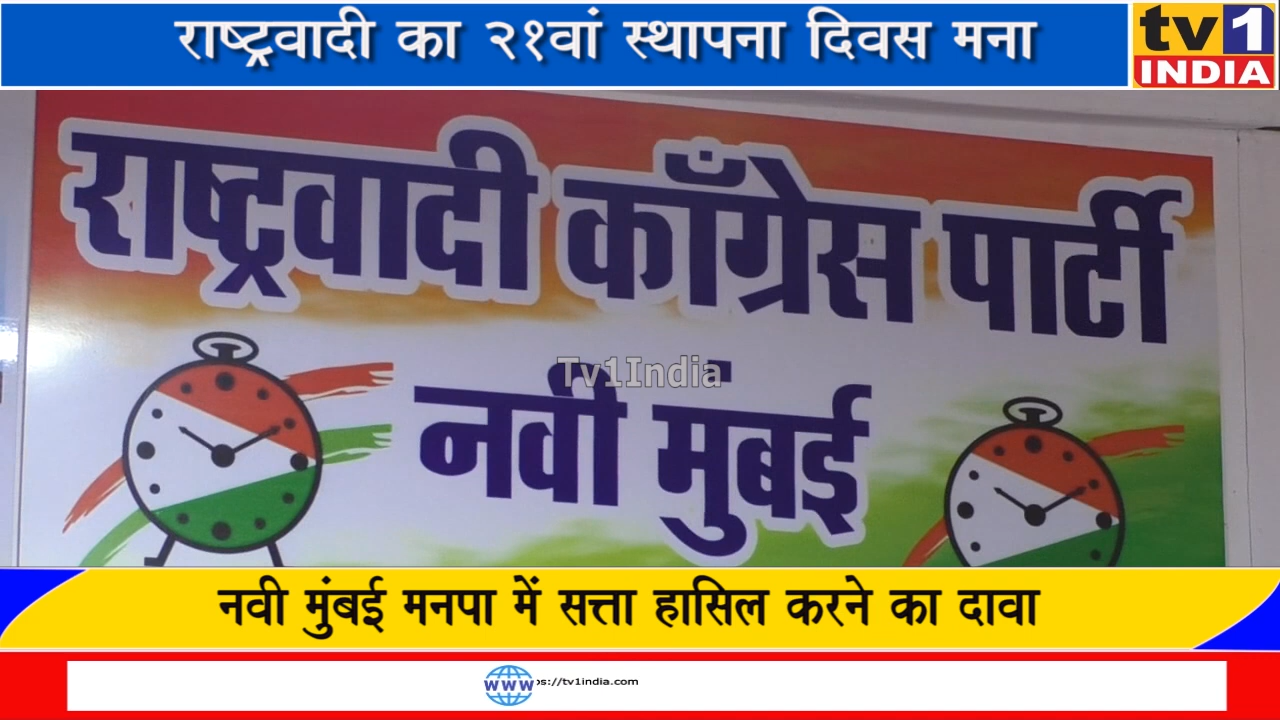 राष्ट्रवादी का २१वां स्थापना दिवस मना
tv1
INDIA
राष्ट्रवादी काँग्रेस पार्टी
Tv1India
नवी मुंबई
नवी मुंबई मनपा में सत्ता हासिल करने का दावा
www
ps://tv1india.com